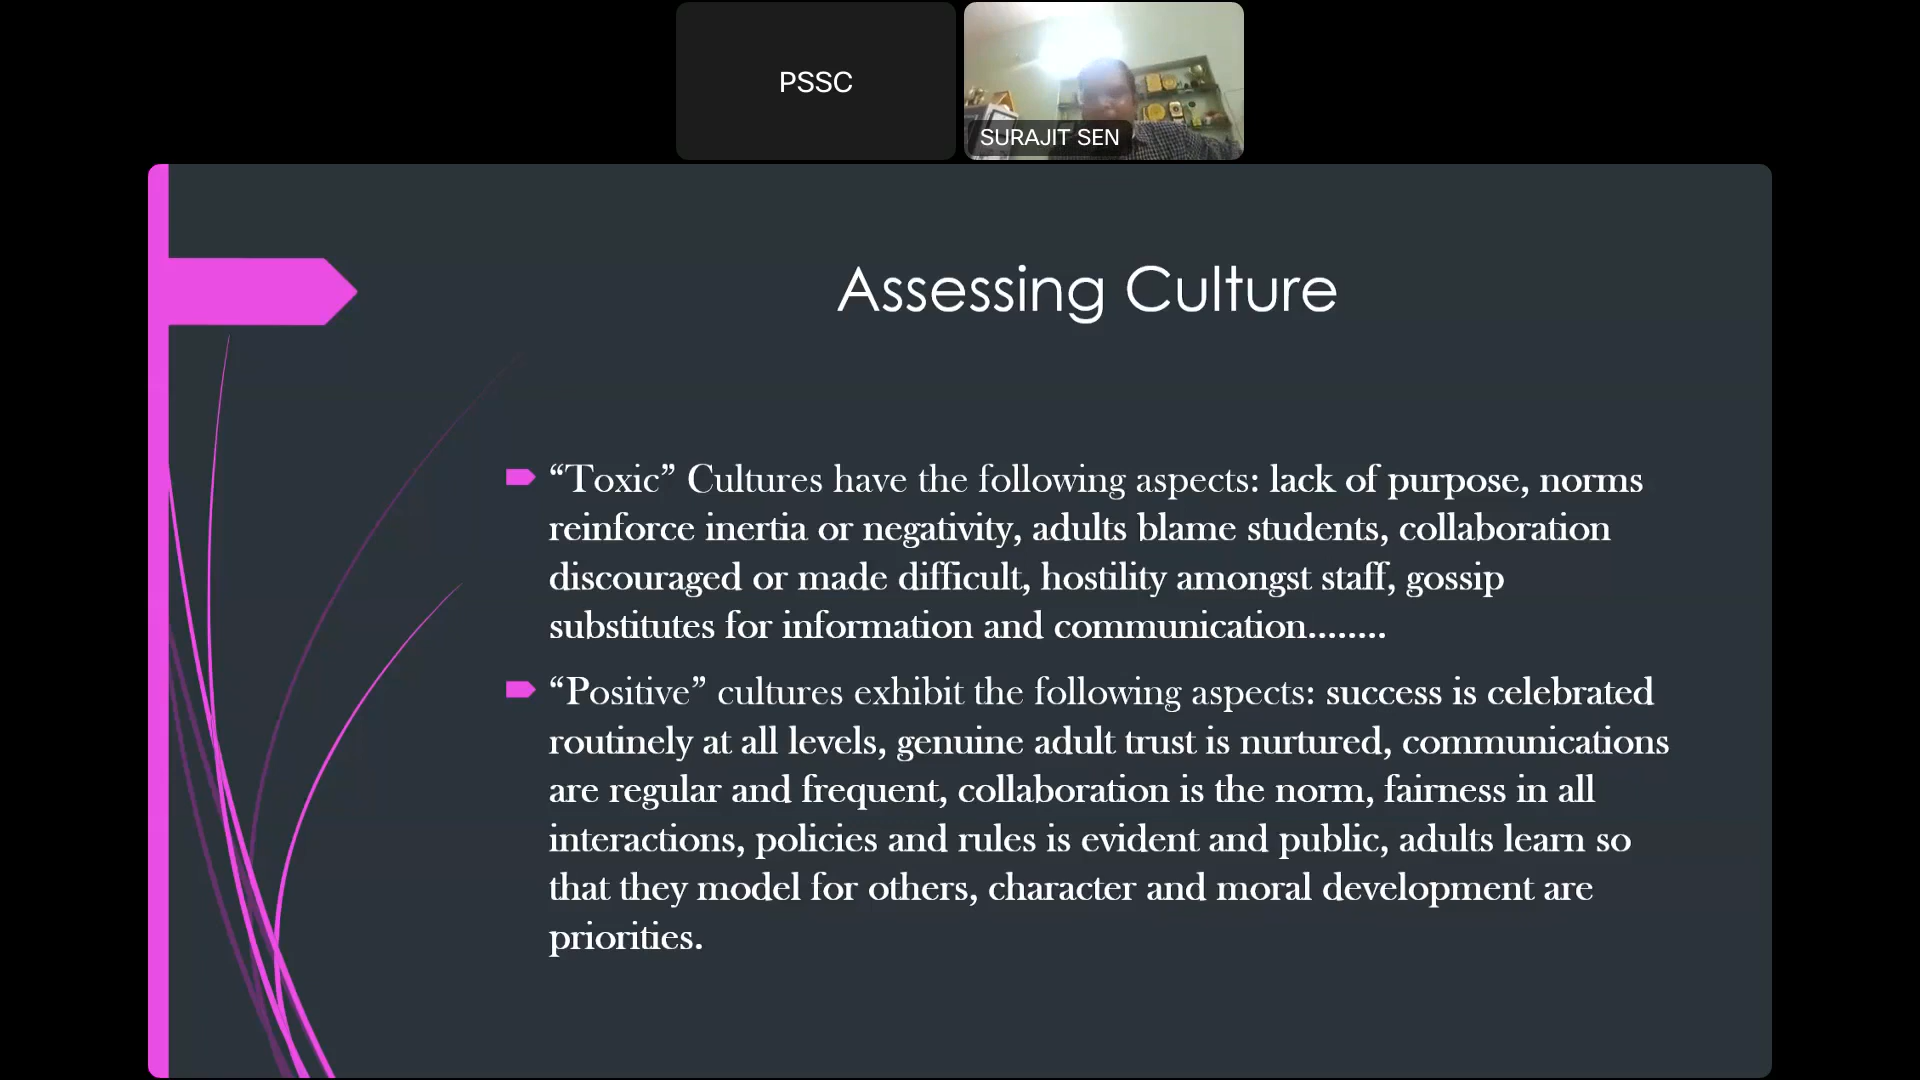 PSSC
SURAJIT SEN
Assessing Culture
“Toxic” Cultures have the following aspects: lack of purpose, norms
reinforce inertia or negativity, adults blame students, collaboration
discouraged or made difficult, hostility amongst staff, gossip
substitutes for information and communication........
“Positive” cultures exhibit the following aspects: success is celebrated
routinely at all levels, genuine adult trust is nurtured, communications
are regular and frequent, collaboration is the norm, fairness in all
interactions, policies and rules is evident and public, adults learn so
that they model for others, character and moral development are
priorities.